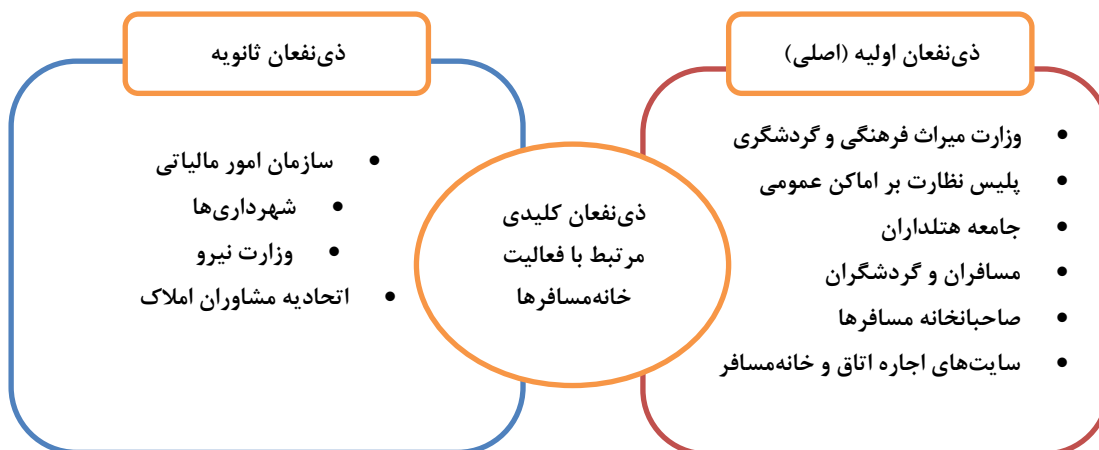 ذی‌نفعان اولیه (اصلی)
وزارت میراث فرهنگی و گردشگری
پلیس نظارت بر اماکن عمومی
جامعه هتلداران
مسافران و گردشگران
صاحبانخانه مسافرها
سایت‌های اجاره اتاق و خانه‌مسافر
ذی‌نفعان کلیدی
مرتبط با فعالیت
خانه‌مسافرها
ذی‌نفعان ثانویه
سازمان امور مالیاتی
شهرداری‌ها
وزارت نیرو
اتحادیه مشاوران املاک